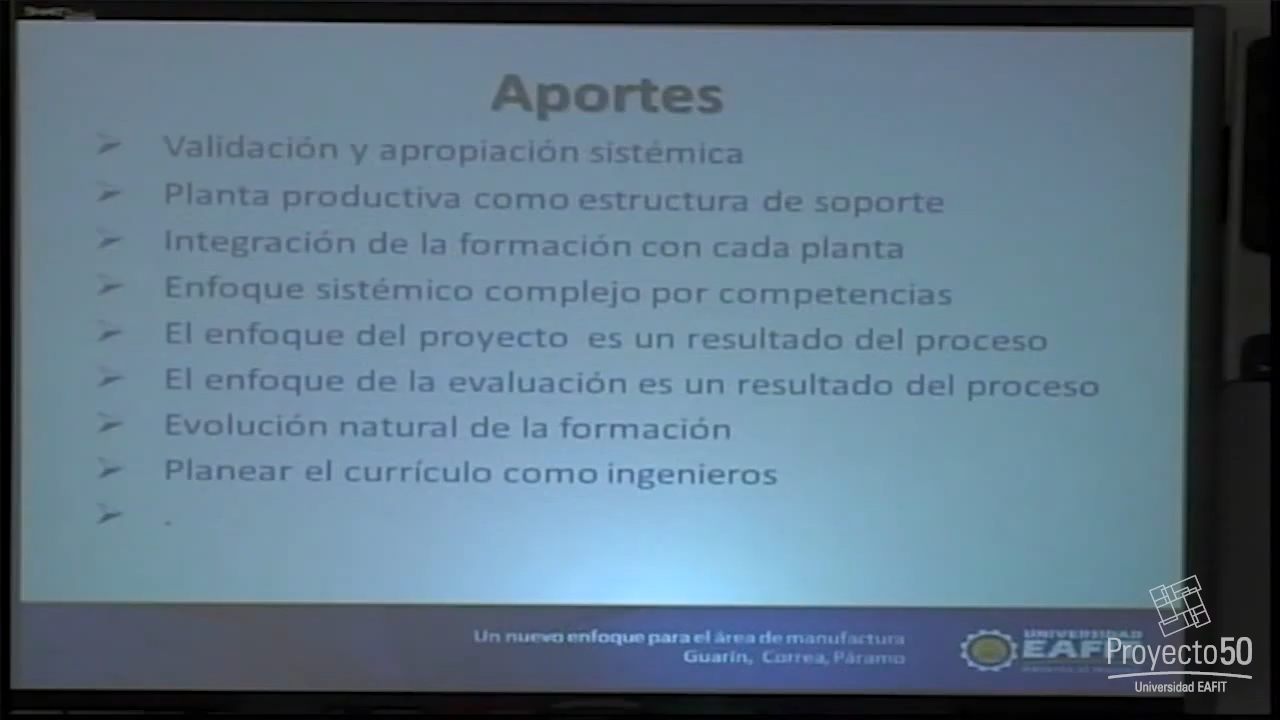 Aportes
Validación y apropiación sistémica
Planta productiva como estructura de soporte
Integración de la formación con cada planta
Enfoque sistémico complejo por competencias
El enfoque del proyecto es un resultado del proceso
El enfoque de la evaluación es un resultado del proceso
Evolución natural de la formación
Planear el currículo como ingenieros
.
Un nuevo enfoque para el área de manufactura
Guarín, Correa, Páramo
UNIVERSIDAD
EAFIT
Proyecto50
Universidad EAFIT